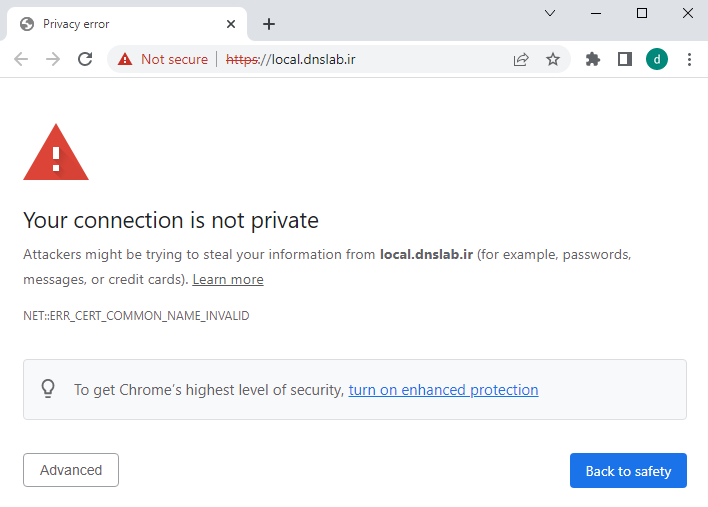 Privacy error
Not secure
https://local.dnslab.ir
d
Your connection is not private
Attackers might be trying to steal your information from local.dnslab.ir (for example, passwords,
messages, or credit cards). Learn more
NET::ERR_CERT_COMMON_NAME_INVALID
To get Chrome's highest level of security, turn on enhanced protection
Advanced
Back to safety